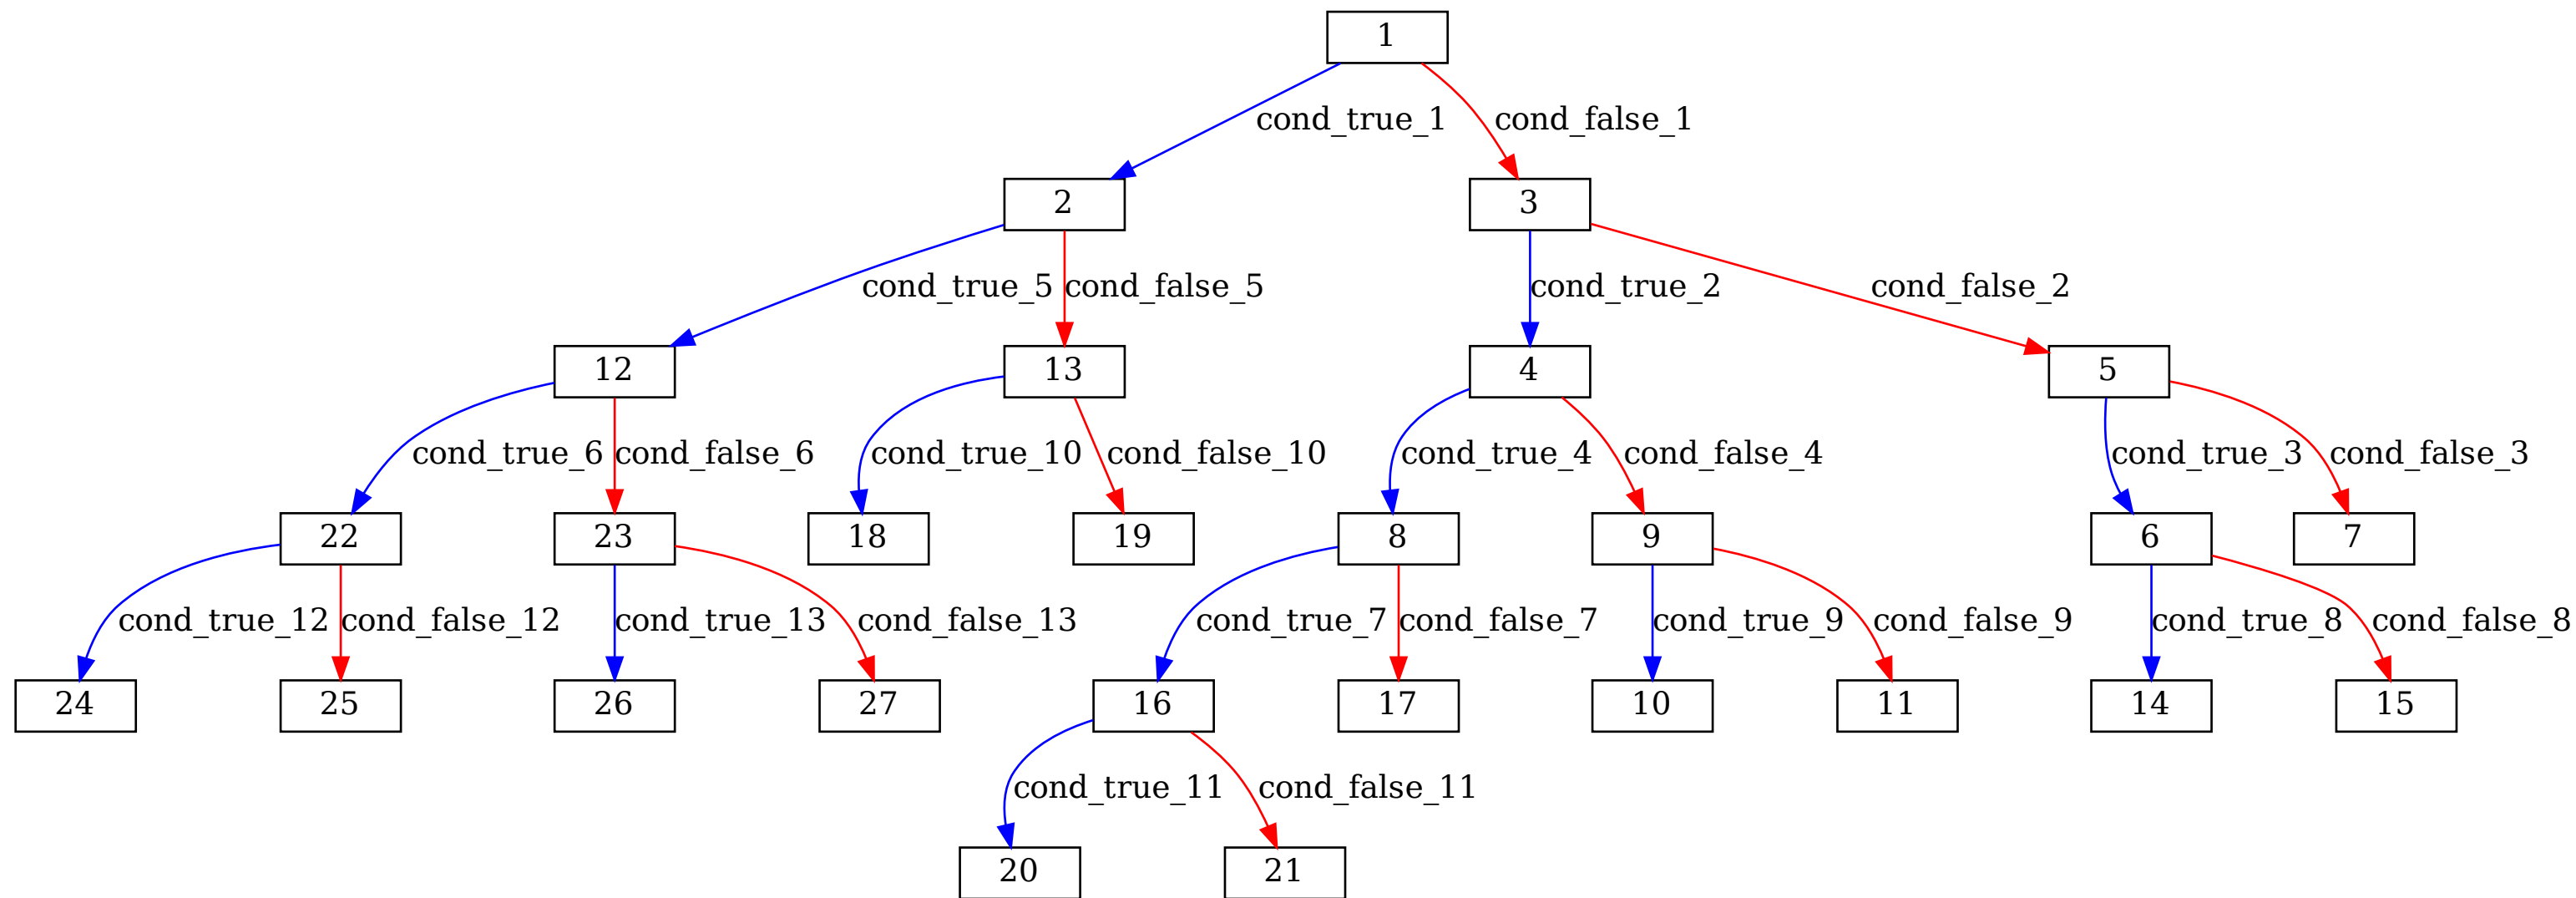 1
cond_true_1 cond_false_1
2 3
cond_true_5 cond_false_5 cond_true_2 cond_false_2
12 13 4 5
cond_true_6 cond_false_6 cond_true_10 cond_false_10 cond_true_4 cond_false_4 cond_true_3 cond_false_3
22 23 18 19 8 9 6 7
cond_true_12 cond_false_12 cond_true_13 cond_false_13 cond_true_7 cond_false_7 cond_true_9 cond_false_9 cond_true_8 cond_false_8
24 25 26 27 16 17 10 11 14 15
cond_true_11 cond_false_11
20 21